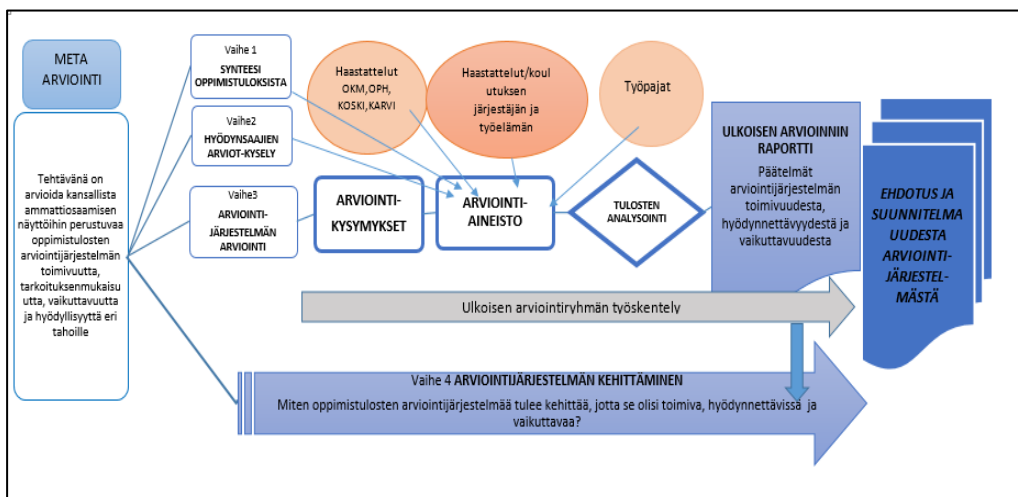 META
ARVIOINTI
Tehtävänä on
arvioida kansallista
ammattiosaamisen
näyttöihin perustuvaa
oppimistulosten
arviointijärjestelmän
toimivuutta,
tarkoituksenmukaisu
utta, vaikuttavuutta
ja hyödyllisyyttä eri
tahoille
Vaihe 1
SYNTEESI
OPPIMISTULOKSISTA
Vaihe2
HYÖDYNSAAJIEN
ARVIOT-KYSELY
Vaihe3
ARVIOINTI-
JÄRJESTELMÄN
ARVIOINTI
Haastattelut
OKM,OPH,
KOSKI,KARVI
Haastattelut/koul
utuksen
järjestäjän ja
työelämän
Työpajat
ARVIOINTI-
KYSYMYKSET
ARVIOINTI-
AINEISTO
TULOSTEN
ANALYSOINTI
ULKOISEN ARVIOINNIN
RAPORTTI
Päätelmät
arviointijärjestelmän
toimivuudesta,
hyödynnettävyydestä ja
vaikuttavuudesta
EHDOTUS JA
SUUNNITELMA
UUDESTA
ARVIOINTI-
JÄRJESTEL-
MÄSTÄ
Ulkoisen arviointiryhmän työskentely
Vaihe 4 ARVIOINTIJÄRJESTELMÄN KEHITTÄMINEN
Miten oppimistulosten arviointijärjestelmää tulee kehittää, jotta se olisi toimiva, hyödynnettävissä ja
vaikuttavaa?